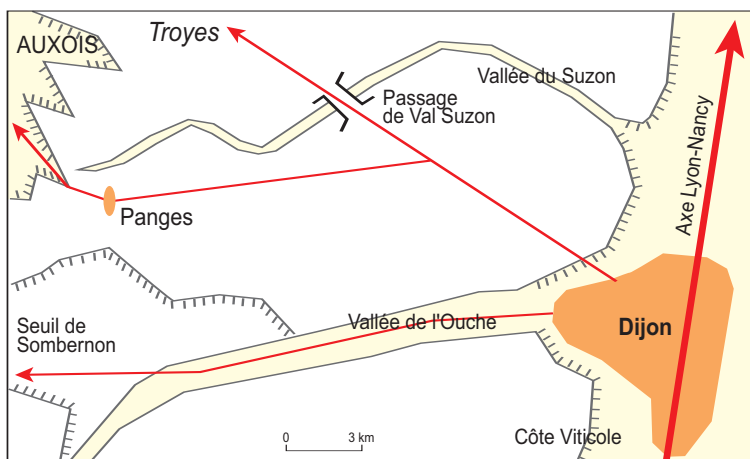 Troyes
AUXOIS
Vallée du Suzon
Passage
de Val Suzon
Axe Lyon-Nancy
Panges
Vallée de l'Ouche
Dijon
Seuil de
Sombernon
Côte Viticole
0 3 km